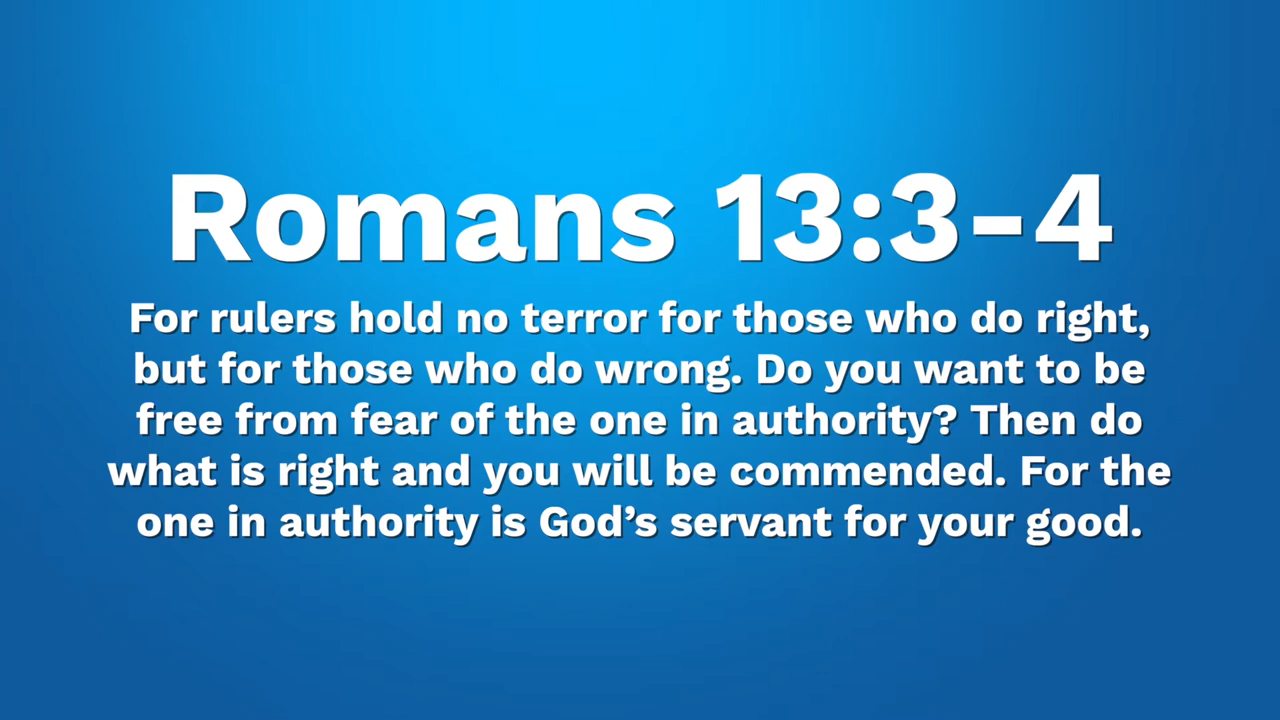 Romans 13:3-4
For rulers hold no terror for those who do right,
but for those who do wrong. Do you want to be
free from fear of the one in authority? Then do
what is right and you will be commended. For the
one in authority is God’s servant for your good.